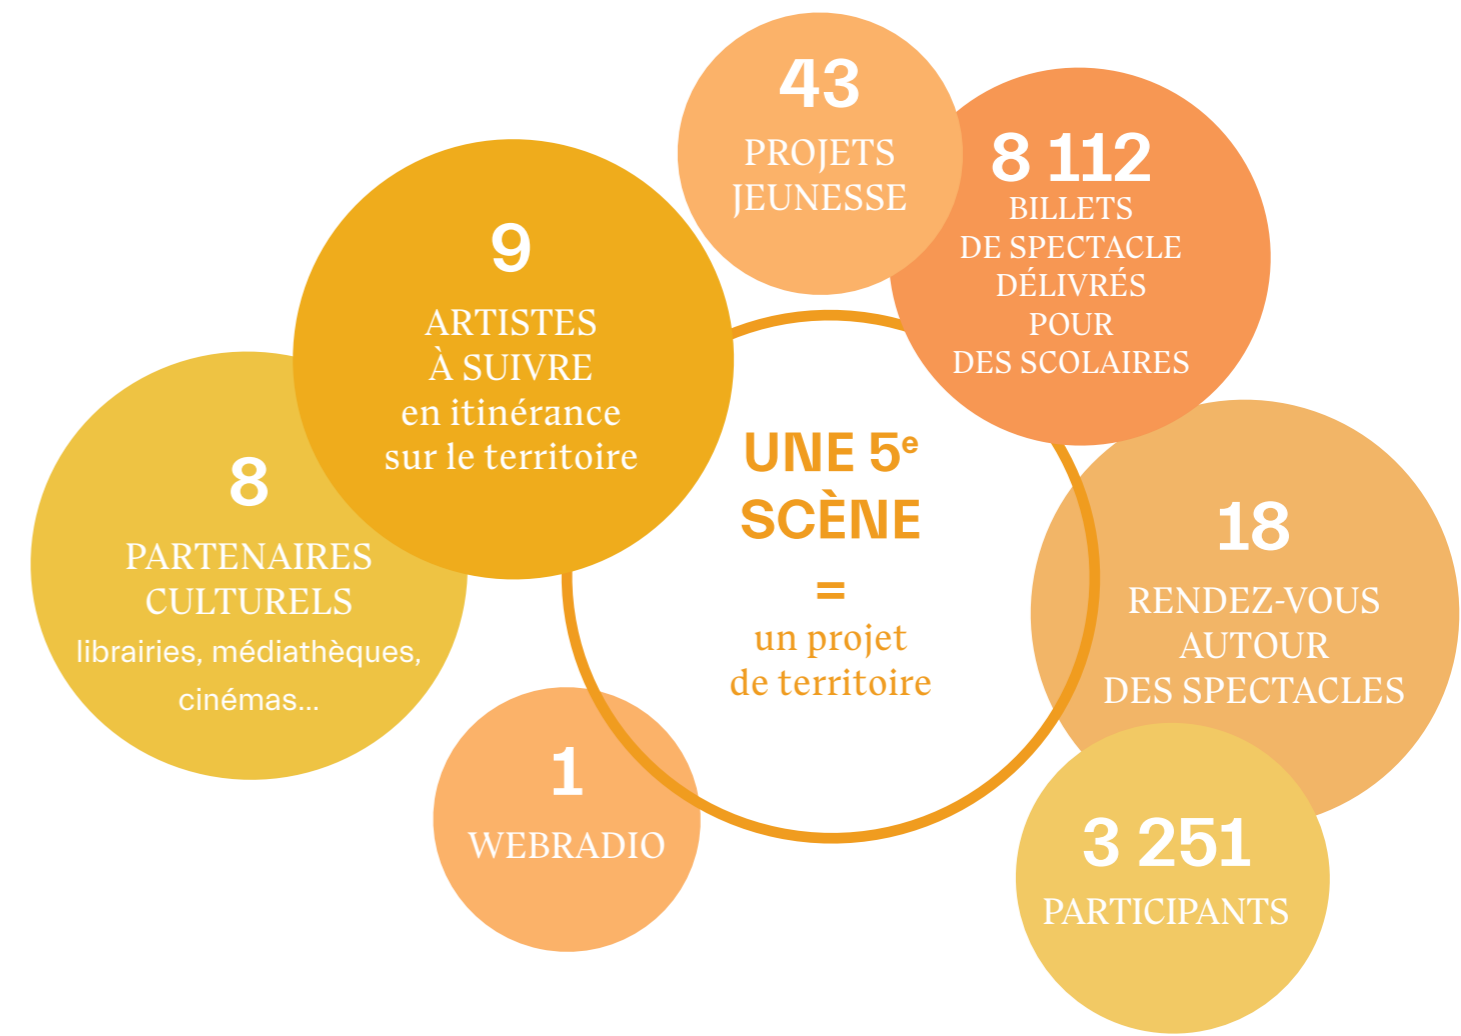 43
PROJETS
JEUNESSE
8 112
BILLETS
DE SPECTACLE
DÉLIVRÉS
POUR
DES SCOLAIRES
9
ARTISTES
À SUIVRE
en itinérance
sur le territoire
8
PARTENAIRES
CULTURELS
librairies, médiathèques,
cinémas...
UNE 5e
SCÈNE
=
un projet
de territoire
18
RENDEZ-VOUS
AUTOUR
DES SPECTACLES
1
WEBRADIO
3 251
PARTICIPANTS